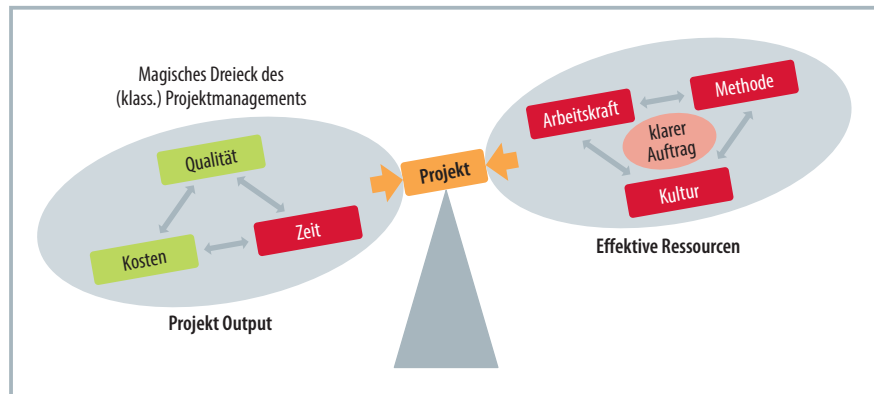 Magisches Dreieck des
(klass.) Projektmanagements
Qualität
Kosten
Zeit
Projekt Output
Projekt
Arbeitskraft
Methode
klarer
Auftrag
Kultur
Effektive Ressourcen